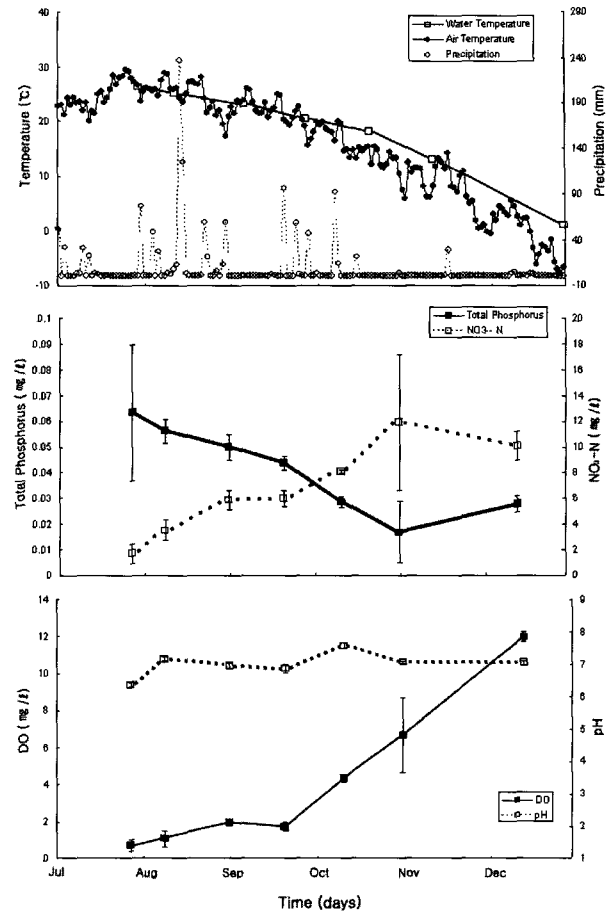 Water Temperature
Air Temperature
Precipitation
Temperature (℃)
Precipitation (mm)
40
30
20
10
0
-10
290
240
190
140
90
40
-10
Total Phosphorus
NO3-N
Total Phosphorus (mg/ℓ)
NO₃-N (mg/ℓ)
0.1
0.09
0.08
0.07
0.06
0.05
0.04
0.03
0.02
0.01
0
20
18
16
14
12
10
8
6
4
2
0
DO
pH
DO (mg/ℓ)
pH
14
12
10
8
6
4
2
0
9
8
7
6
5
4
3
2
1
Jul
Aug
Sep
Oct
Nov
Dec
Time (days)